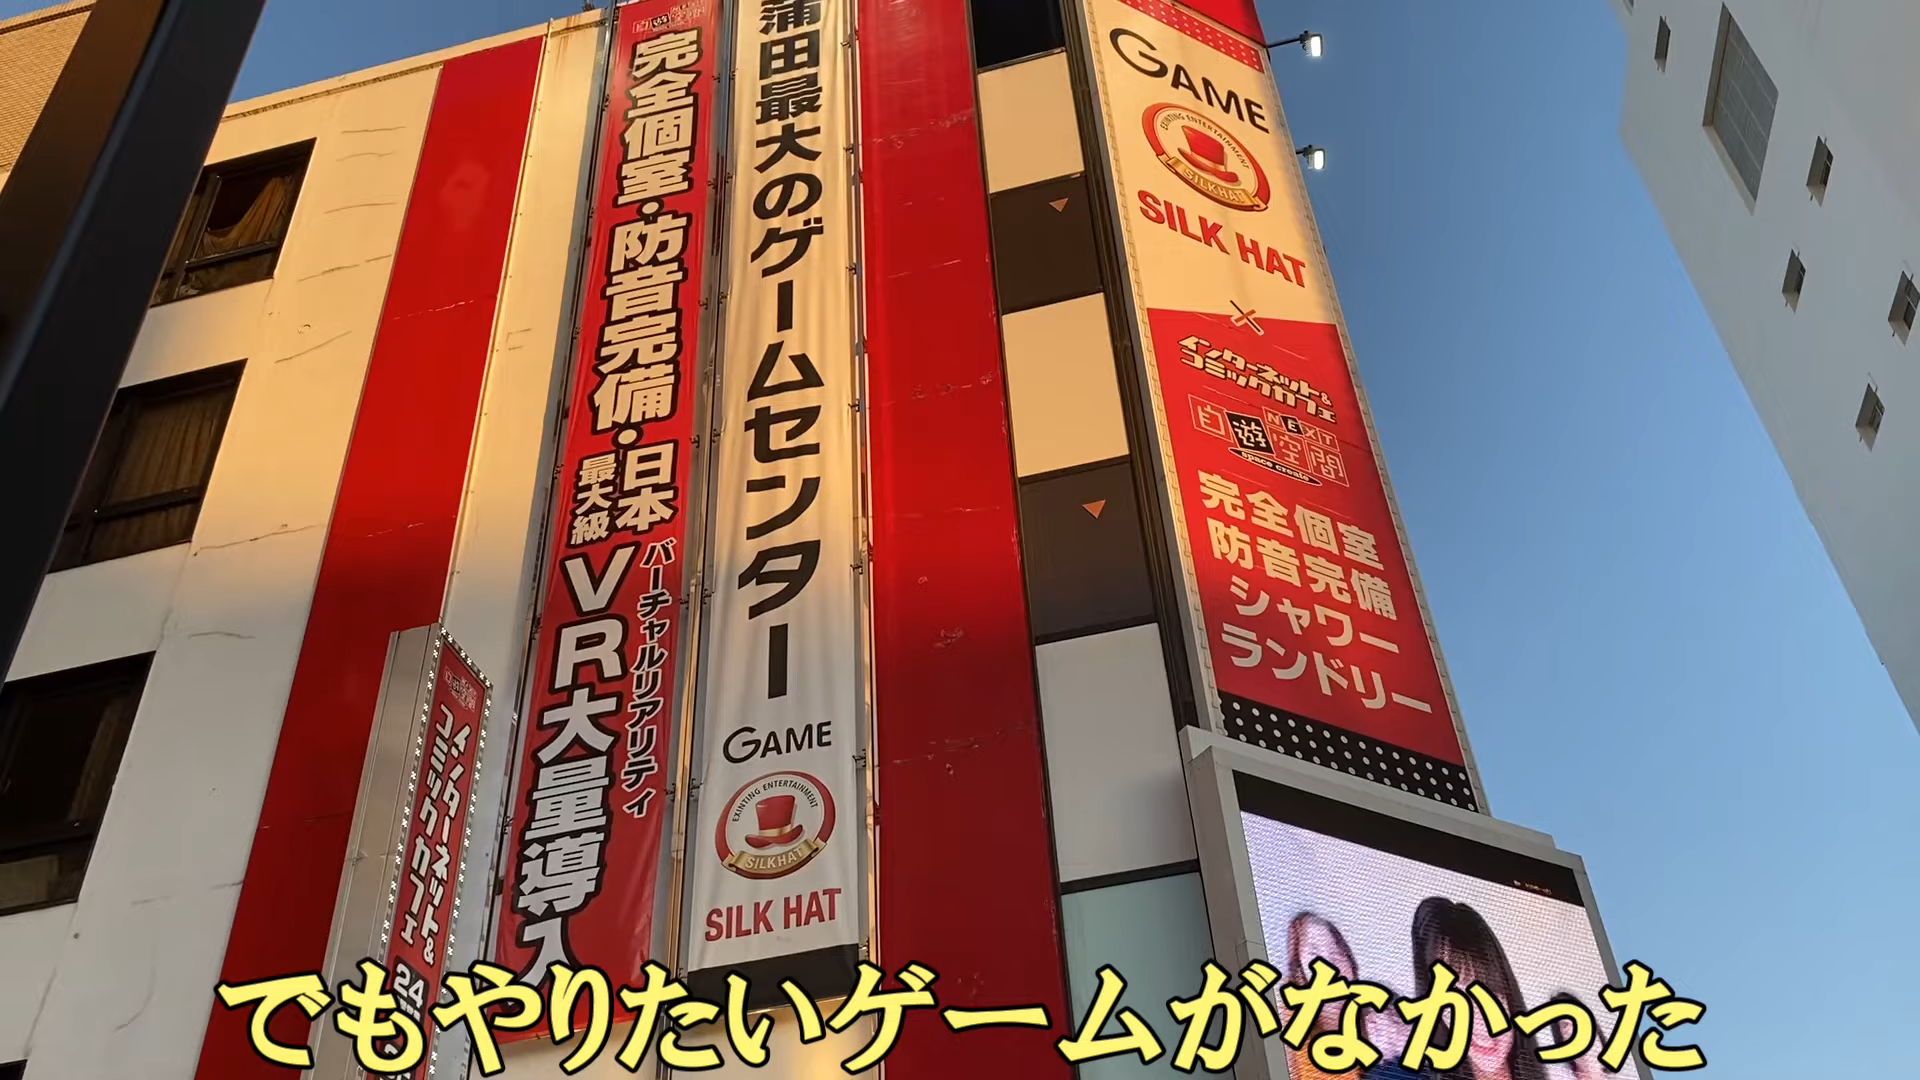 完全個室・防音完備・日本
最大級
バーチャルリアリティ
VR大量導入
蒲田最大のゲームセンター
GAME
EXINTING ENTERTAINMENT
SILKHAT
SILK HAT
GAME
EXINTING ENTERTAINMENT
SILKHAT
SILK HAT
×
インターネット&
コミックカフェ
自遊空間
NEXT
space create
完全個室
防音完備
シャワー
ランドリー
インターネット&
コミックカフェ
24
でもやりたいゲームがなかった